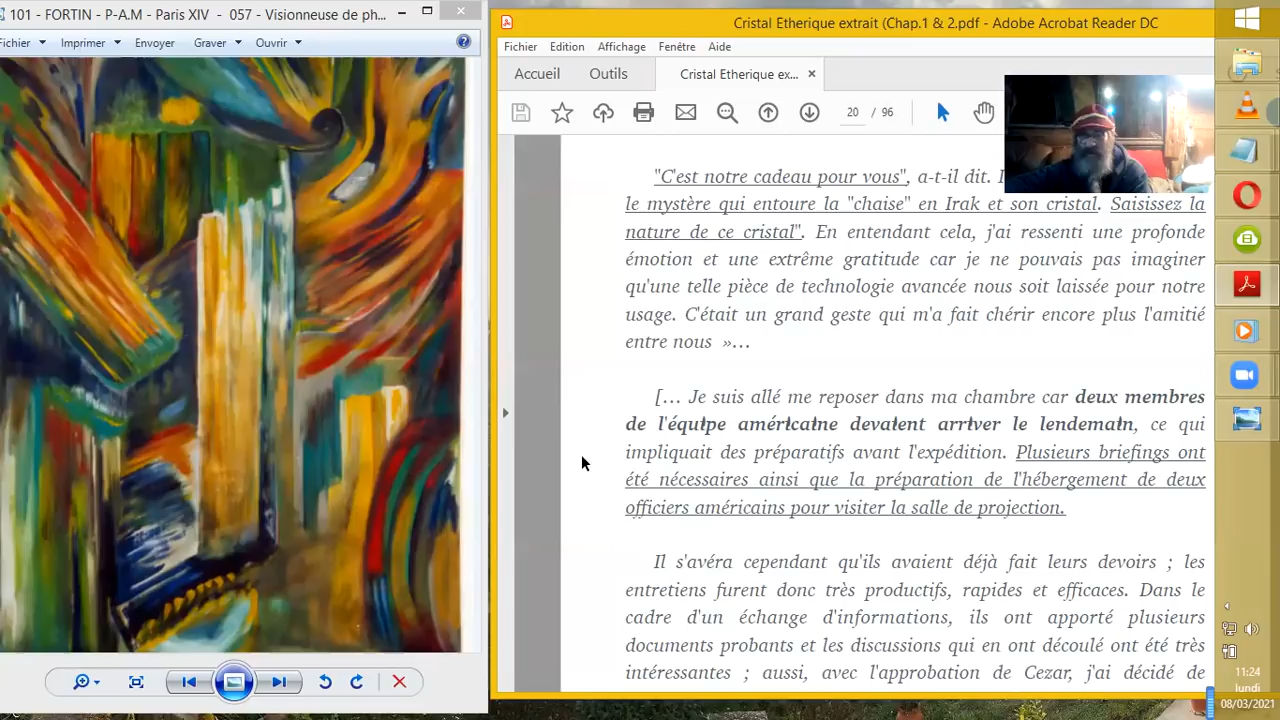 101 - FORTIN - P-A.M - Paris XIV - 057 - Visionneuse de ph...
Fichier Imprimer Envoyer Graver Ouvrir
Cristal Etherique extrait (Chap.1 & 2.pdf - Adobe Acrobat Reader DC
Fichier Edition Affichage Fenêtre Aide
Accueil Outils Cristal Etherique ex... ×
20 / 96
"C'est notre cadeau pour vous", a-t-il dit.
le mystère qui entoure la "chaise" en Irak et son cristal. Saisissez la
nature de ce cristal". En entendant cela, j'ai ressenti une profonde
émotion et une extrême gratitude car je ne pouvais pas imaginer
qu'une telle pièce de technologie avancée nous soit laissée pour notre
usage. C'était un grand geste qui m'a fait chérir encore plus l'amitié
entre nous »...
[... Je suis allé me reposer dans ma chambre car deux membres
de l'équipe américaine devaient arriver le lendemain, ce qui
impliquait des préparatifs avant l'expédition. Plusieurs briefings ont
été nécessaires ainsi que la préparation de l'hébergement de deux
officiers américains pour visiter la salle de projection.
Il s'avéra cependant qu'ils avaient déjà fait leurs devoirs ; les
entretiens furent donc très productifs, rapides et efficaces. Dans le
cadre d'un échange d'informations, ils ont apporté plusieurs
documents probants et les discussions qui en ont découlé ont été très
intéressantes ; aussi, avec l'approbation de Cezar, j'ai décidé de
11:24
lundi
08/03/2021